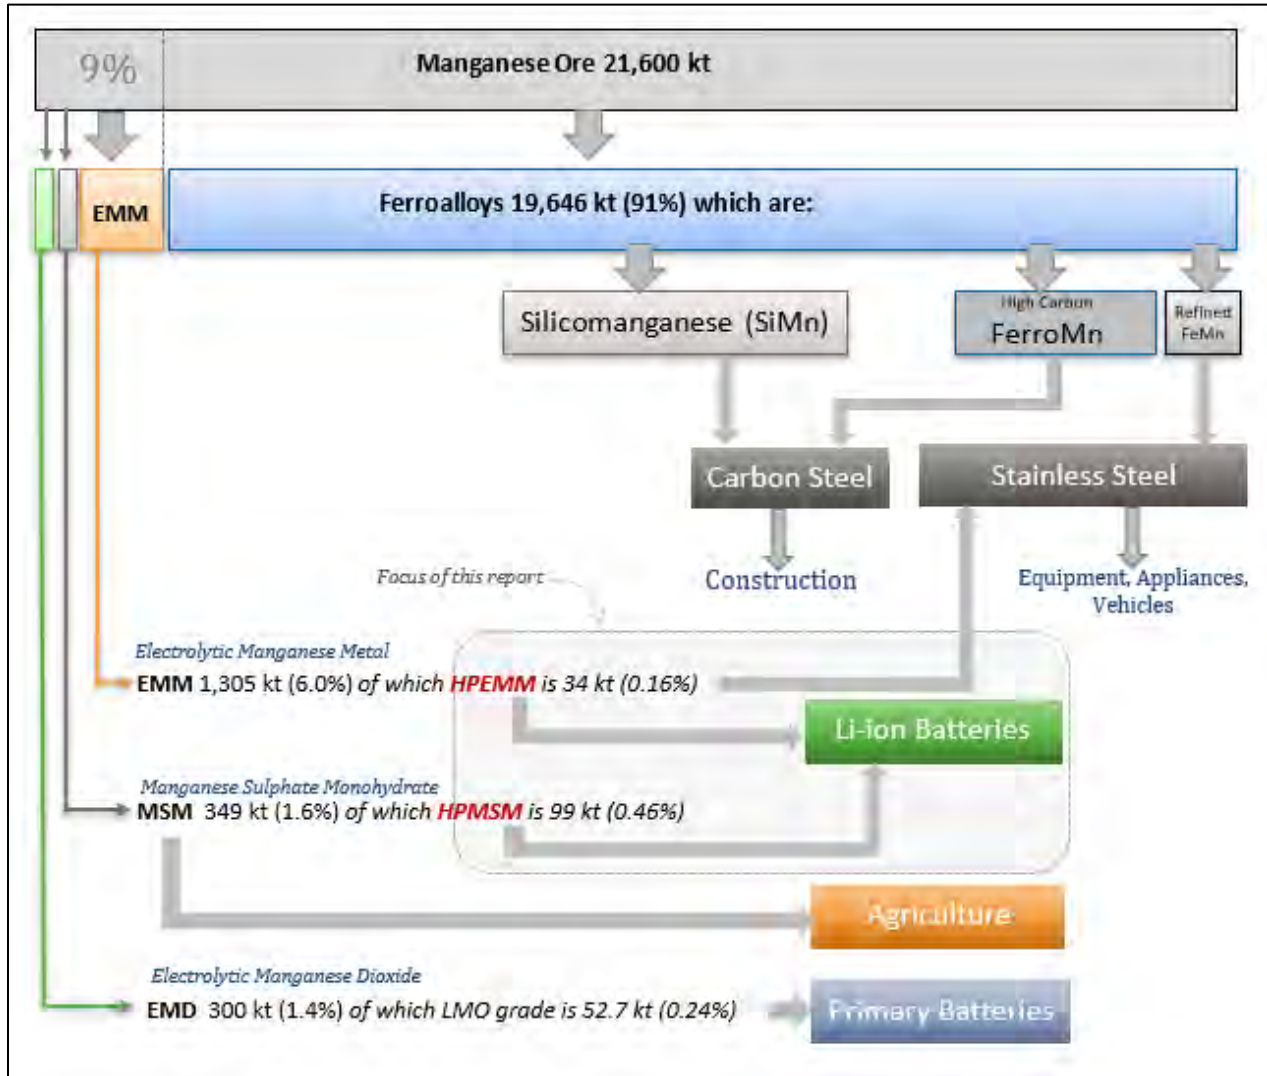 9%
Manganese Ore 21,600 kt
EMM
Ferroalloys 19,646 kt (91%) which are:
Silicomanganese (SiMn)
High Carbon
FerroMn
Refined
FeMn
Carbon Steel
Stainless Steel
Focus of this report
Construction
Equipment, Appliances,
Vehicles
Electrolytic Manganese Metal
EMM 1,305 kt (6.0%) of which HPEMM is 34 kt (0.16%)
Li-ion Batteries
Manganese Sulphate Monohydrate
MSM 349 kt (1.6%) of which HPMSM is 99 kt (0.46%)
Agriculture
Electrolytic Manganese Dioxide
EMD 300 kt (1.4%) of which LMO grade is 52.7 kt (0.24%)
Primary Batteries